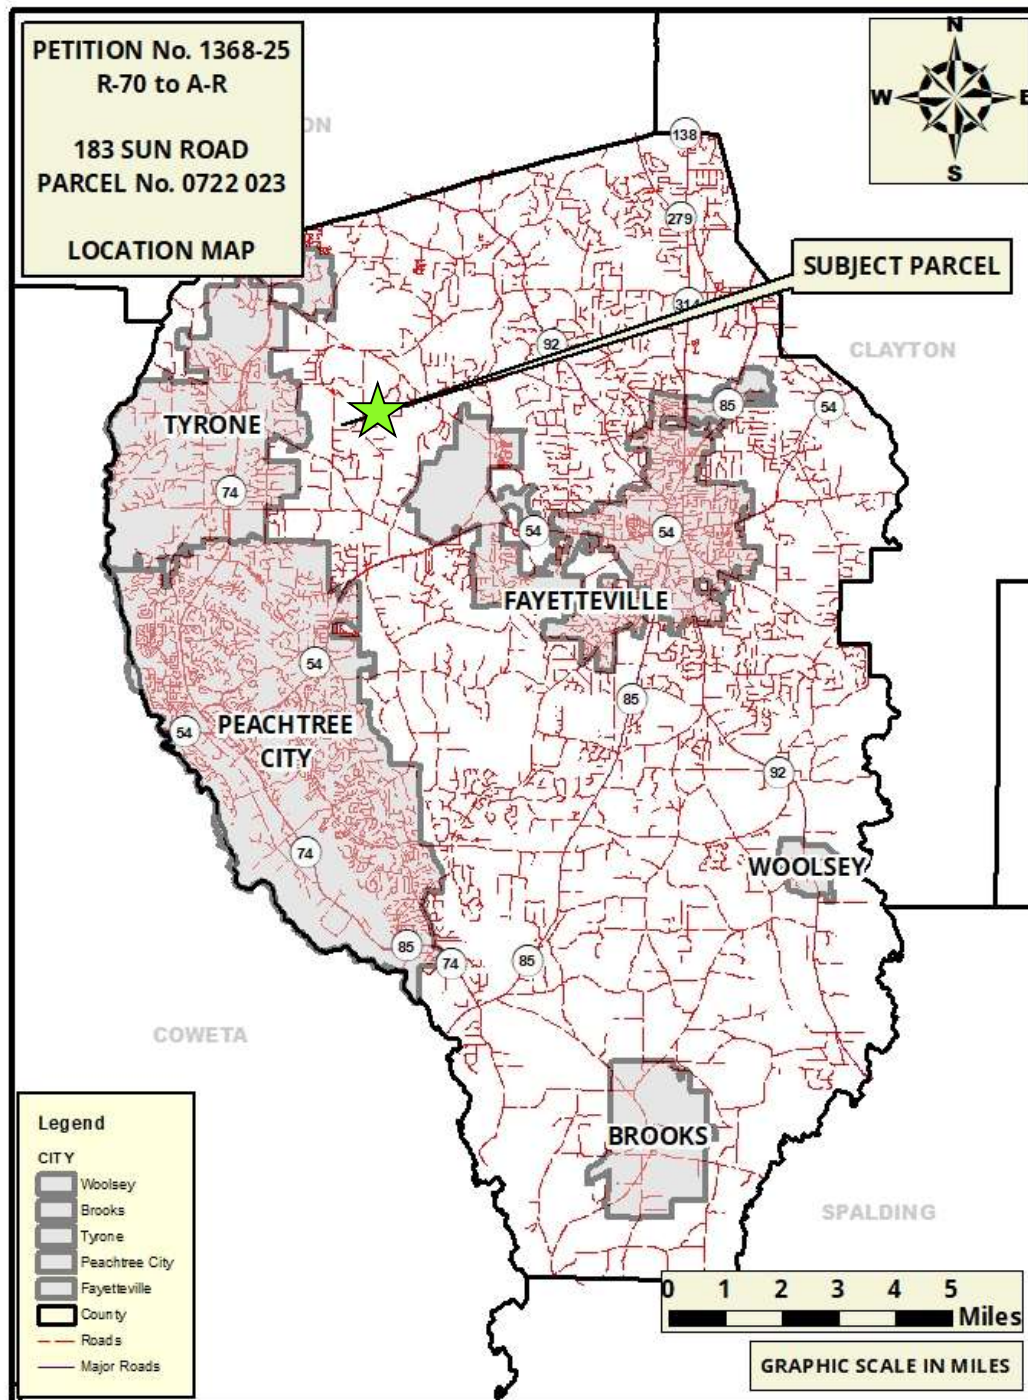 PETITION No. 1368-25
R-70 to A-R
183 SUN ROAD
PARCEL No. 0722 023
LOCATION MAP
ON
N
W
E
S
138
279
SUBJECT PARCEL
314
92
CLAYTON
85
54
TYRONE
74
54
54
FAYETTEVILLE
54
85
PEACHTREE
CITY
54
92
74
WOOLSEY
85
74
85
COWETA
BROOKS
SPALDING
Legend
CITY
Woolsey
Brooks
Tyrone
Peachtree City
Fayetteville
County
Roads
Major Roads
0 1 2 3 4 5
Miles
GRAPHIC SCALE IN MILES